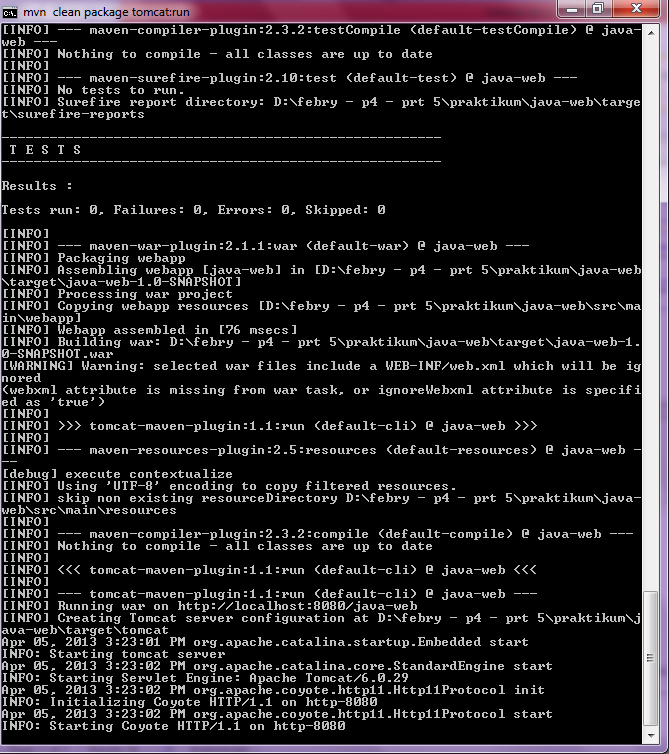 mvn clean package tomcat:run
[INFO] --- maven-compiler-plugin:2.3.2:testCompile (default-testCompile) @ java-
web ---
[INFO] Nothing to compile - all classes are up to date
[INFO]
[INFO] --- maven-surefire-plugin:2.10:test (default-test) @ java-web ---
[INFO] No tests to run.
[INFO] Surefire report directory: D:\febry - p4 - prt 5\praktikum\java-web\targe
t\surefire-reports
-------------------------------------------------------
T E S T S
-------------------------------------------------------
Results :
Tests run: 0, Failures: 0, Errors: 0, Skipped: 0
[INFO]
[INFO] --- maven-war-plugin:2.1.1:war (default-war) @ java-web ---
[INFO] Packaging webapp
[INFO] Assembling webapp [java-web] in [D:\febry - p4 - prt 5\praktikum\java-web
\target\java-web-1.0-SNAPSHOT]
[INFO] Processing war project
[INFO] Copying webapp resources [D:\febry - p4 - prt 5\praktikum\java-web\src\ma
in\webapp]
[INFO] Webapp assembled in [76 msecs]
[INFO] Building war: D:\febry - p4 - prt 5\praktikum\java-web\target\java-web-1.
0-SNAPSHOT.war
[WARNING] Warning: selected war files include a WEB-INF/web.xml which will be ig
nored
(webxml attribute is missing from war task, or ignoreWebxml attribute is specifi
ed as 'true')
[INFO]
[INFO] >>> tomcat-maven-plugin:1.1:run (default-cli) @ java-web >>>
[INFO]
[INFO] --- maven-resources-plugin:2.5:resources (default-resources) @ java-web -
--
[debug] execute contextualize
[INFO] Using 'UTF-8' encoding to copy filtered resources.
[INFO] skip non existing resourceDirectory D:\febry - p4 - prt 5\praktikum\java-
web\src\main\resources
[INFO]
[INFO] --- maven-compiler-plugin:2.3.2:compile (default-compile) @ java-web ---
[INFO] Nothing to compile - all classes are up to date
[INFO]
[INFO] <<< tomcat-maven-plugin:1.1:run (default-cli) @ java-web <<<
[INFO]
[INFO] --- tomcat-maven-plugin:1.1:run (default-cli) @ java-web ---
[INFO] Running war on http://localhost:8080/java-web
[INFO] Creating Tomcat server configuration at D:\febry - p4 - prt 5\praktikum\j
ava-web\target\tomcat
Apr 05, 2013 3:23:01 PM org.apache.catalina.startup.Embedded start
INFO: Starting tomcat server
Apr 05, 2013 3:23:02 PM org.apache.catalina.core.StandardEngine start
INFO: Starting Servlet Engine: Apache Tomcat/6.0.29
Apr 05, 2013 3:23:02 PM org.apache.coyote.http11.Http11Protocol init
INFO: Initializing Coyote HTTP/1.1 on http-8080
Apr 05, 2013 3:23:02 PM org.apache.coyote.http11.Http11Protocol start
INFO: Starting Coyote HTTP/1.1 on http-8080